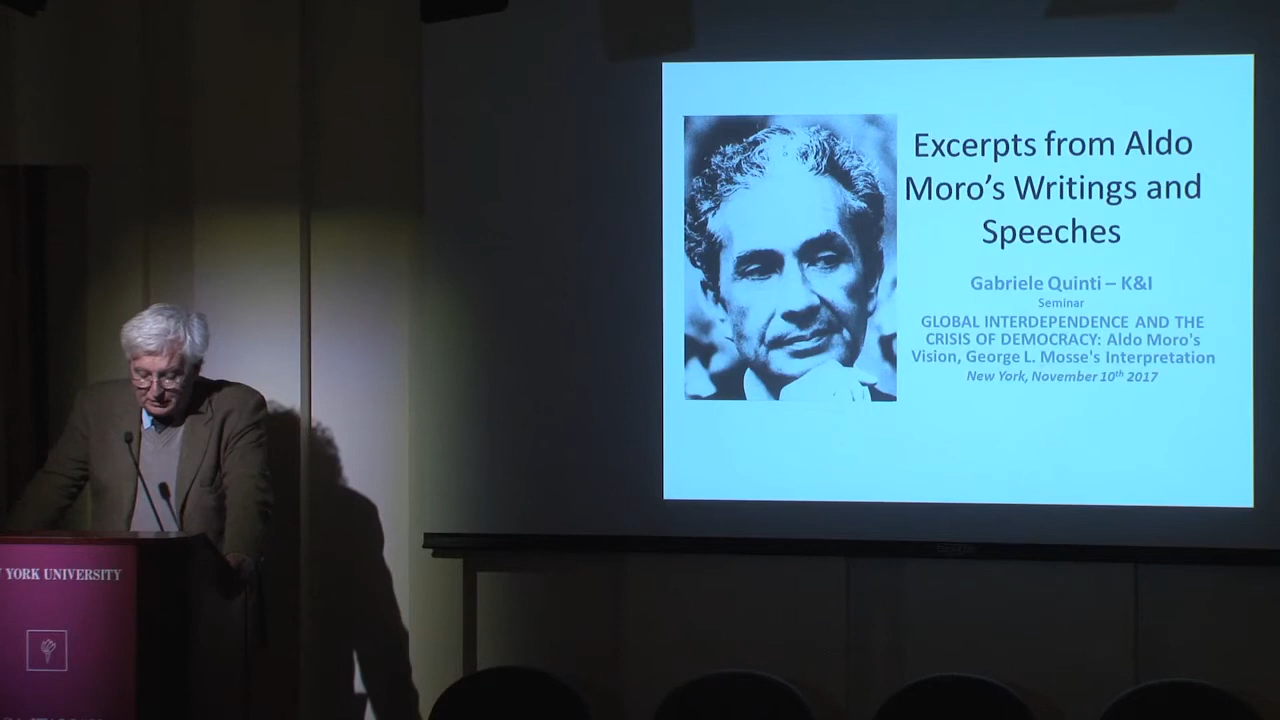 Excerpts from Aldo
Moro's Writings and
Speeches
Gabriele Quinti – K&I
Seminar
GLOBAL INTERDEPENDENCE AND THE
CRISIS OF DEMOCRACY: Aldo Moro's
Vision, George L. Mosse's Interpretation
New York, November 10th 2017
YORK UNIVERSITY